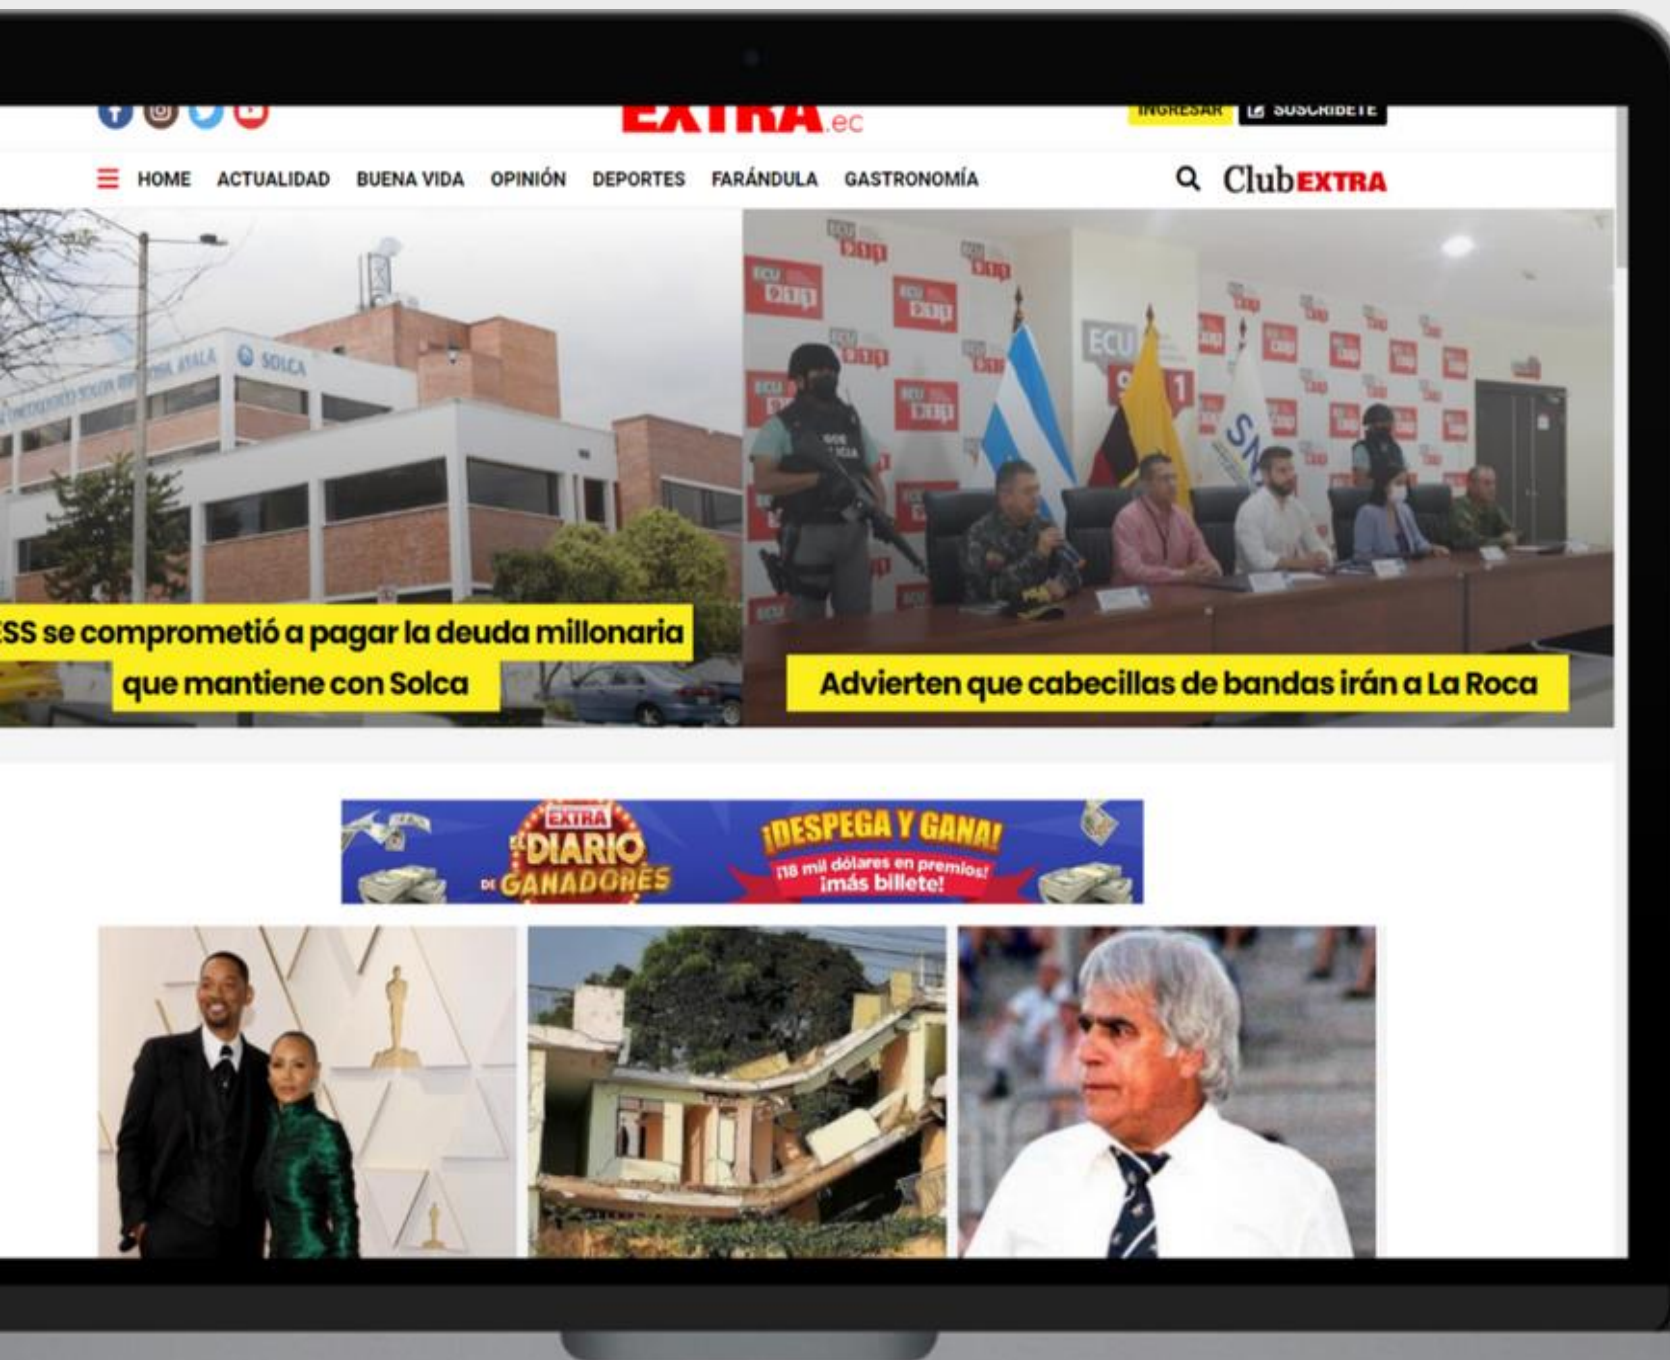 EXTRA.ec
INGRESAR SUSCRÍBETE
HOME ACTUALIDAD BUENA VIDA OPINIÓN DEPORTES FARÁNDULA GASTRONOMÍA
ClubEXTRA
AYALA SOLCA
ECU
911
ESS se comprometió a pagar la deuda millonaria
que mantiene con Solca
Advierten que cabecillas de bandas irán a La Roca
EXTRA
EL DIARIO
DE GANADORES
¡DESPEGA Y GANA!
¡18 mil dólares en premios!
¡más billete!